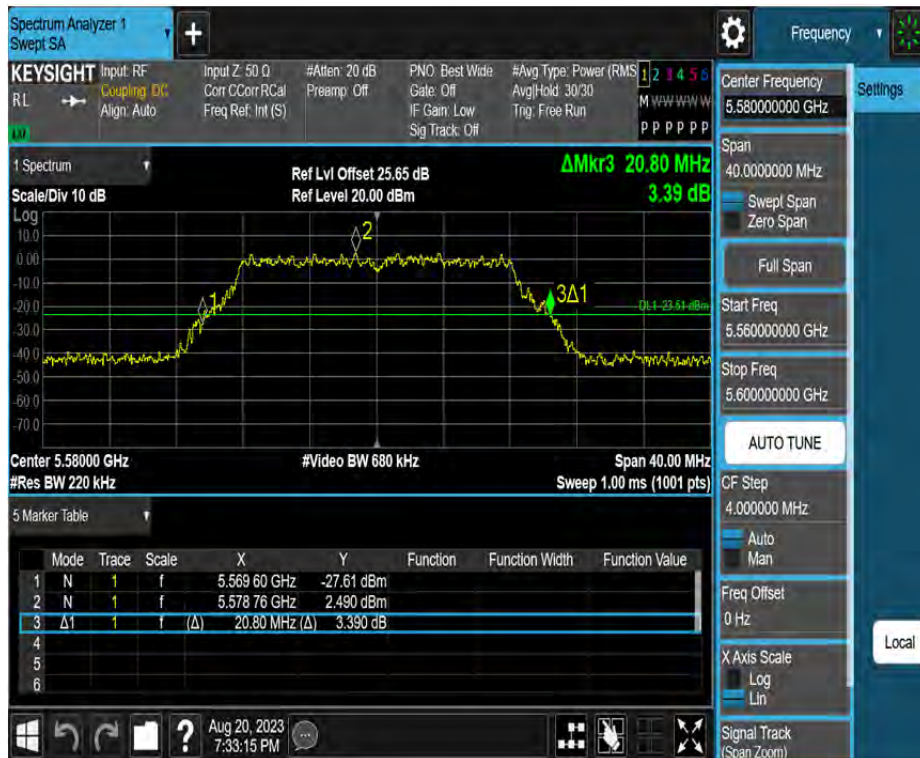 Spectrum Analyzer 1
Swept SA
+
Frequency
KEYSIGHT
RL
LXI
Input: RF
Coupling: DC
Align: Auto
Input Z: 50 Ω
Corr CCorr RCal
Freq Ref: Int (S)
#Atten: 20 dB
Preamp: Off
PNO: Best Wide
Gate: Off
IF Gain: Low
Sig Track: Off
#Avg Type: Power (RMS
Avg|Hold: 30/30
Trig: Free Run
1 2 3 4 5 6
M W W W W W
P P P P P P
1 Spectrum
Scale/Div 10 dB
Ref Lvl Offset 25.65 dB
Ref Level 20.00 dBm
ΔMkr3 20.80 MHz
3.39 dB
Log
10.0
0.00
-10.0
-20.0
-30.0
-40.0
-50.0
-60.0
-70.0
1
2
3Δ1
DL1 -23.51 dBm
Center 5.58000 GHz
#Res BW 220 kHz
#Video BW 680 kHz
Span 40.00 MHz
Sweep 1.00 ms (1001 pts)
5 Marker Table
Mode Trace Scale X Y Function Function Width Function Value
1 N 1 f 5.569 60 GHz -27.61 dBm
2 N 1 f 5.578 76 GHz 2.490 dBm
3 Δ1 1 f (Δ) 20.80 MHz (Δ) 3.390 dB
4
5
6
?
Aug 20, 2023
7:33:15 PM
Center Frequency
5.580000000 GHz
Span
40.0000000 MHz
Swept Span
Zero Span
Full Span
Start Freq
5.560000000 GHz
Stop Freq
5.600000000 GHz
AUTO TUNE
CF Step
4.000000 MHz
Auto
Man
Freq Offset
0 Hz
X Axis Scale
Log
Lin
Signal Track
(Span Zoom)
Settings
Local